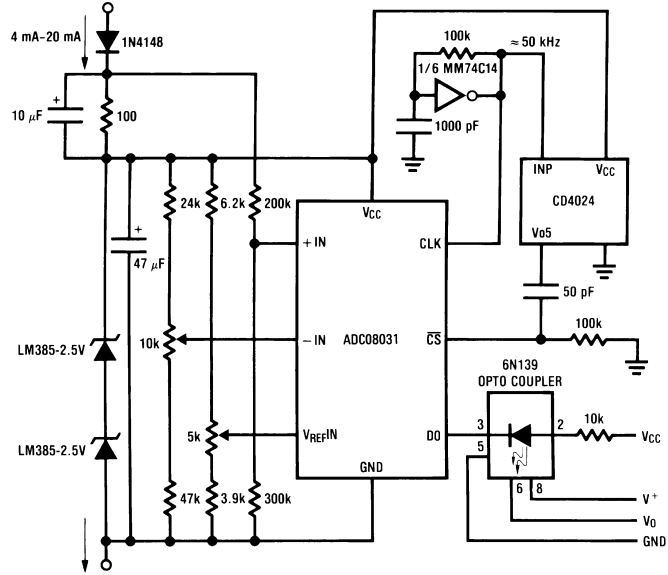 4 mA–20 mA
1N4148
100k
≈ 50 kHz
1/6 MM74C14
+
10 μF
100
1000 pF
INP
VCC
CD4024
VO5
24k
6.2k
200k
VCC
+
47 μF
+ IN
CLK
50 pF
LM385-2.5V
10k
– IN
ADC08031
CS
100k
6N139
OPTO COUPLER
LM385-2.5V
5k
VREFIN
DO
3
2
10k
VCC
5
GND
47k
3.9k
300k
6
8
V+
VO
GND